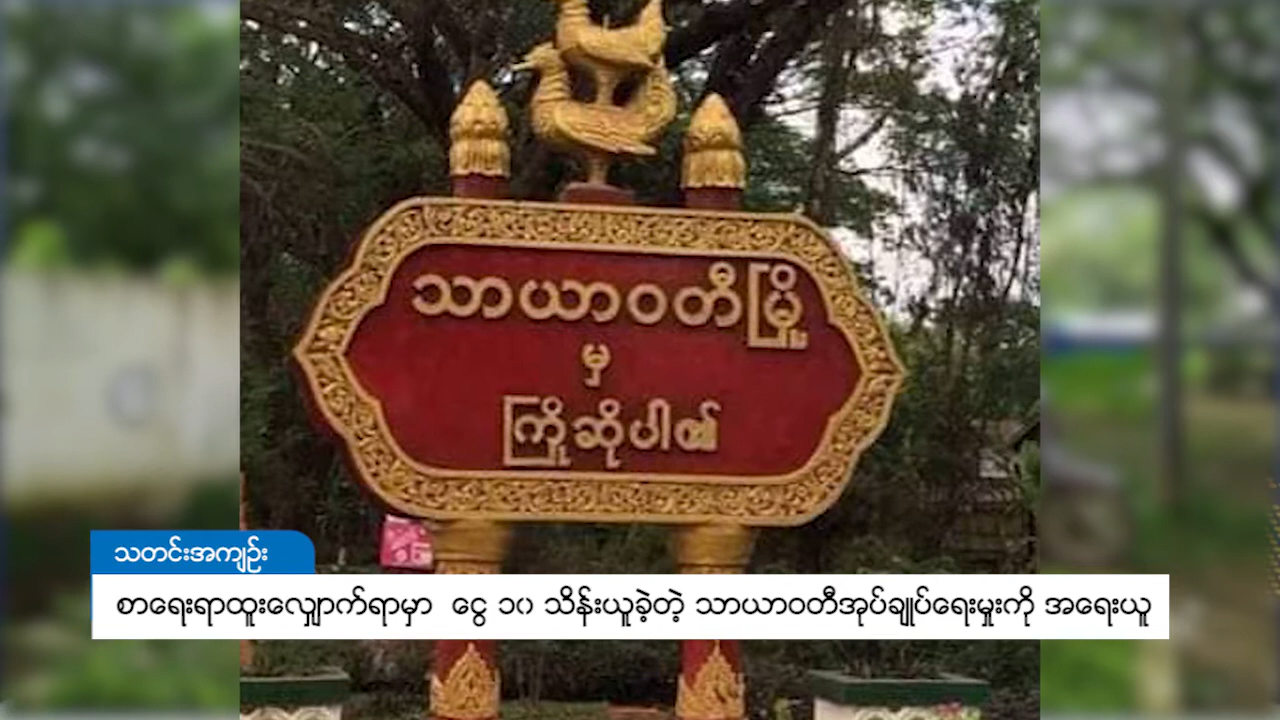 သာယာဝတီမြို့
မှ
ကြိုဆိုပါ၏
သတင်းအကျဉ်း
စာရေးရာထူးလျှောက်ရာမှာ ငွေ ၁၀ သိန်းယူခဲ့တဲ့ သာယာဝတီအုပ်ချုပ်ရေးမှူးကို အရေးယူ